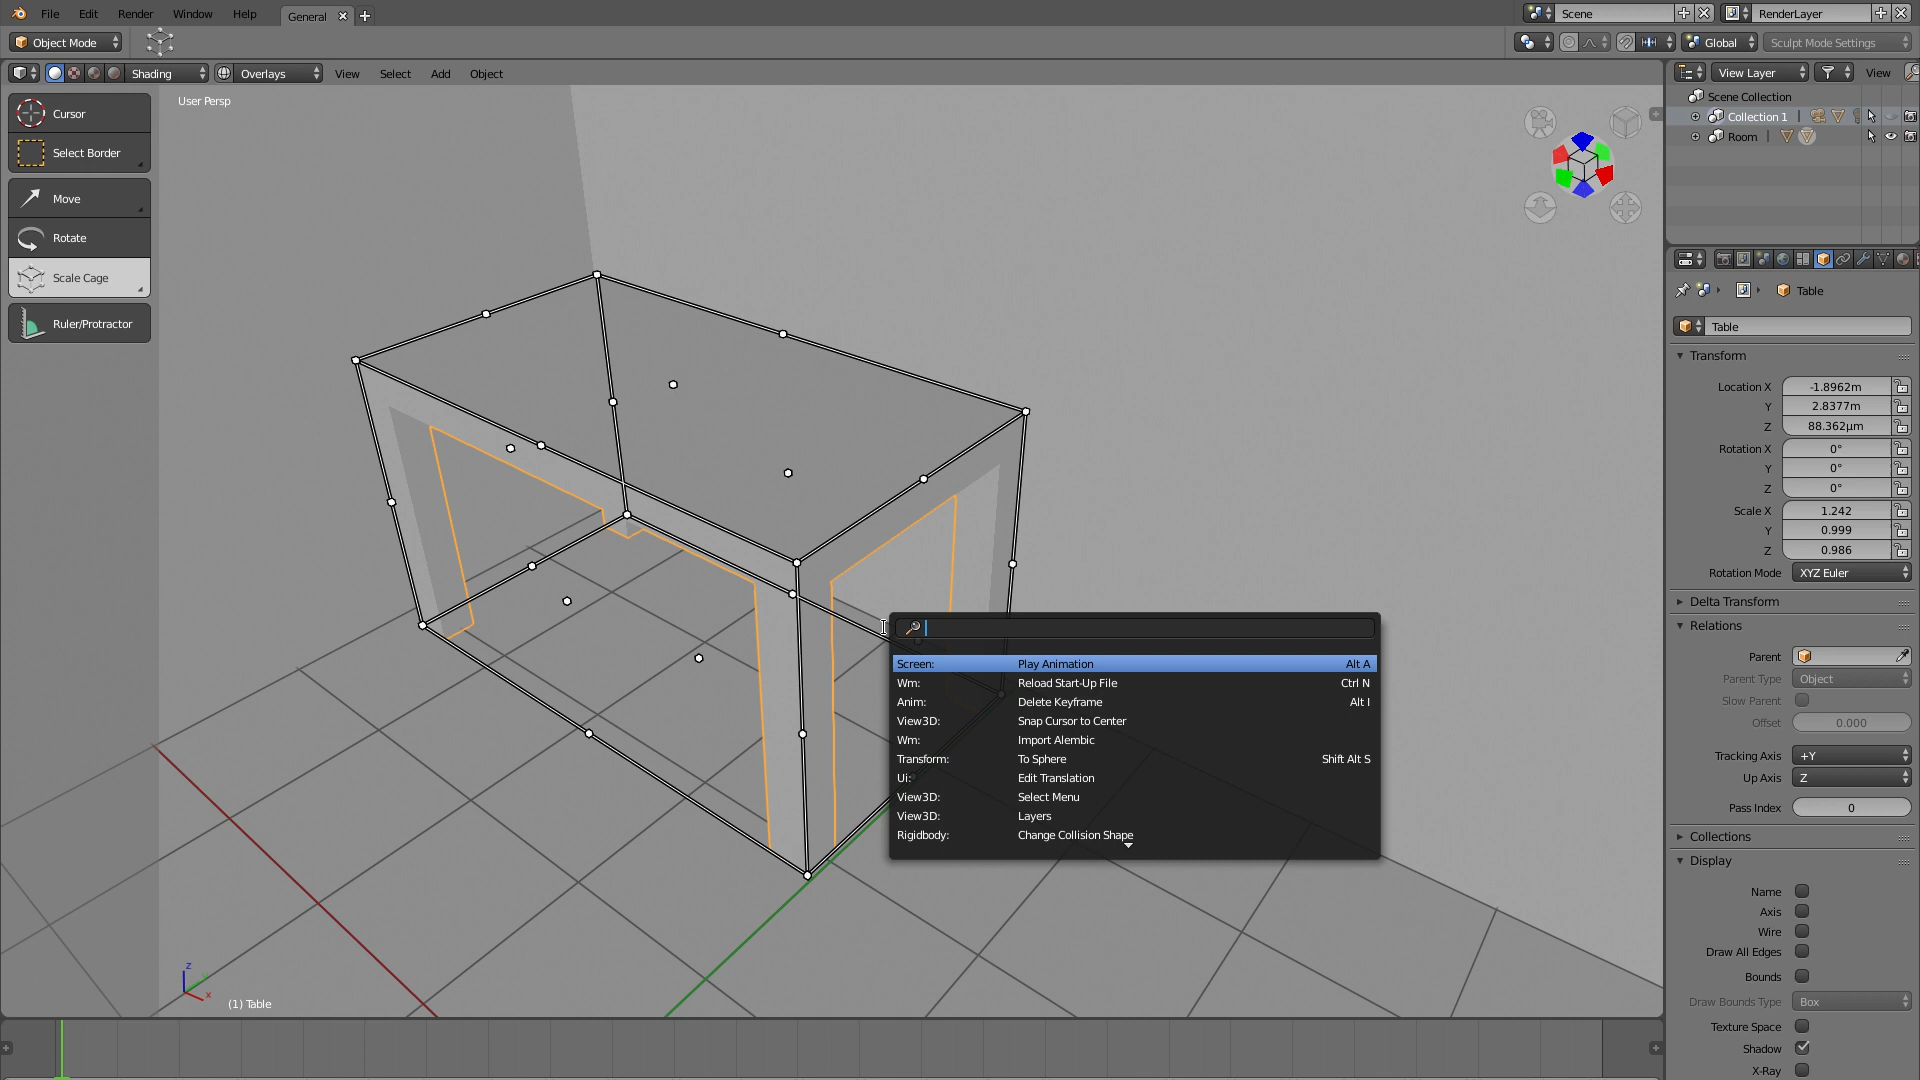 File Edit Render Window Help General Scene RenderLayer
Object Mode Global Sculpt Mode Settings
Shading Overlays View Select Add Object View Layer View
User Persp
Cursor
Select Border
Move
Rotate
Scale Cage
Ruler/Protractor
Screen: Play Animation Alt A
Wm: Reload Start-Up File Ctrl N
Anim: Delete Keyframe Alt I
View3D: Snap Cursor to Center
Wm: Import Alembic
Transform: To Sphere Shift Alt S
Ui: Edit Translation
View3D: Select Menu
View3D: Layers
Rigidbody: Change Collision Shape
z
x
(1) Table
Scene Collection
Collection 1
Room
Table
Table
Transform
Location X -1.8962m
Y 2.8377m
Z 88.362µm
Rotation X 0°
Y 0°
Z 0°
Scale X 1.242
Y 0.999
Z 0.986
Rotation Mode XYZ Euler
Delta Transform
Relations
Parent
Parent Type Object
Slow Parent
Offset 0.000
Tracking Axis +Y
Up Axis Z
Pass Index 0
Collections
Display
Name
Axis
Wire
Draw All Edges
Bounds
Draw Bounds Type Box
Texture Space
Shadow
X-Ray